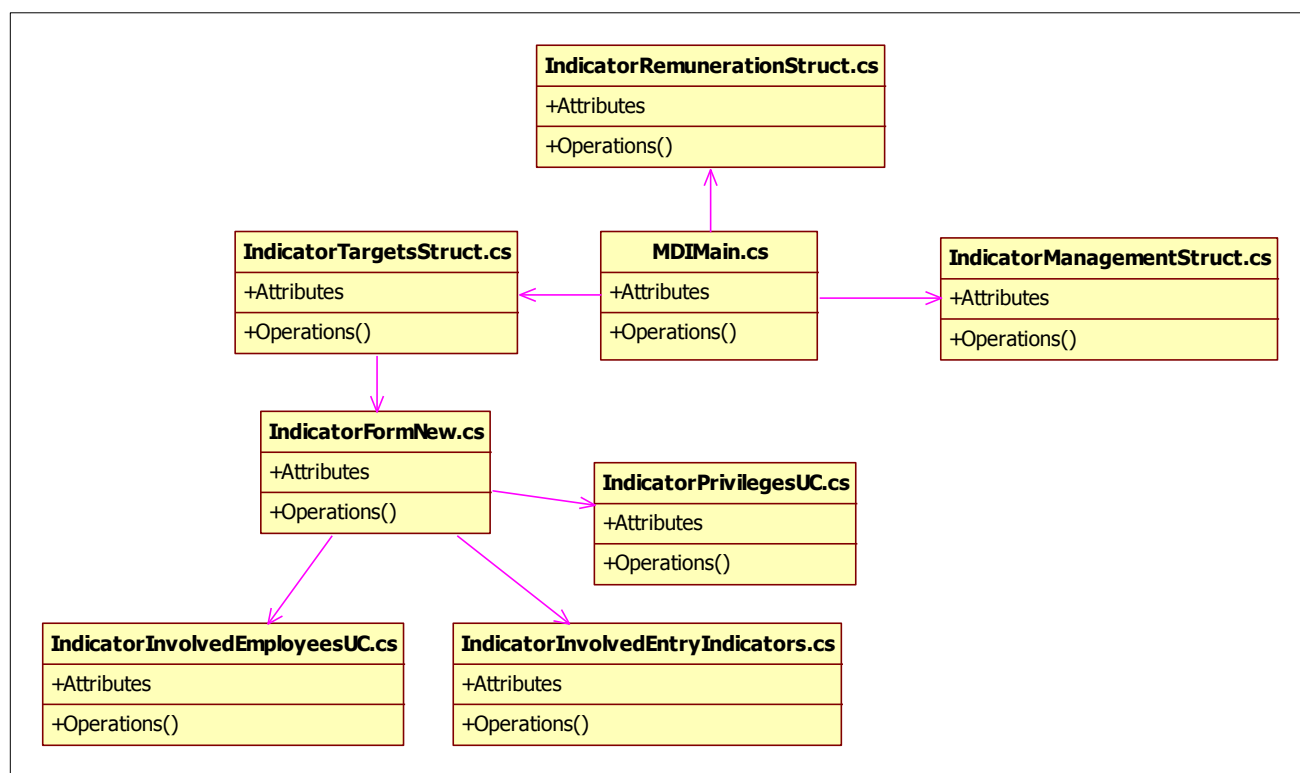 IndicatorRemunerationStruct.cs
+Attributes
+Operations()
IndicatorTargetsStruct.cs
+Attributes
+Operations()
MDIMain.cs
+Attributes
+Operations()
IndicatorManagementStruct.cs
+Attributes
+Operations()
IndicatorFormNew.cs
+Attributes
+Operations()
IndicatorPrivilegesUC.cs
+Attributes
+Operations()
IndicatorInvolvedEmployeesUC.cs
+Attributes
+Operations()
IndicatorInvolvedEntryIndicators.cs
+Attributes
+Operations()